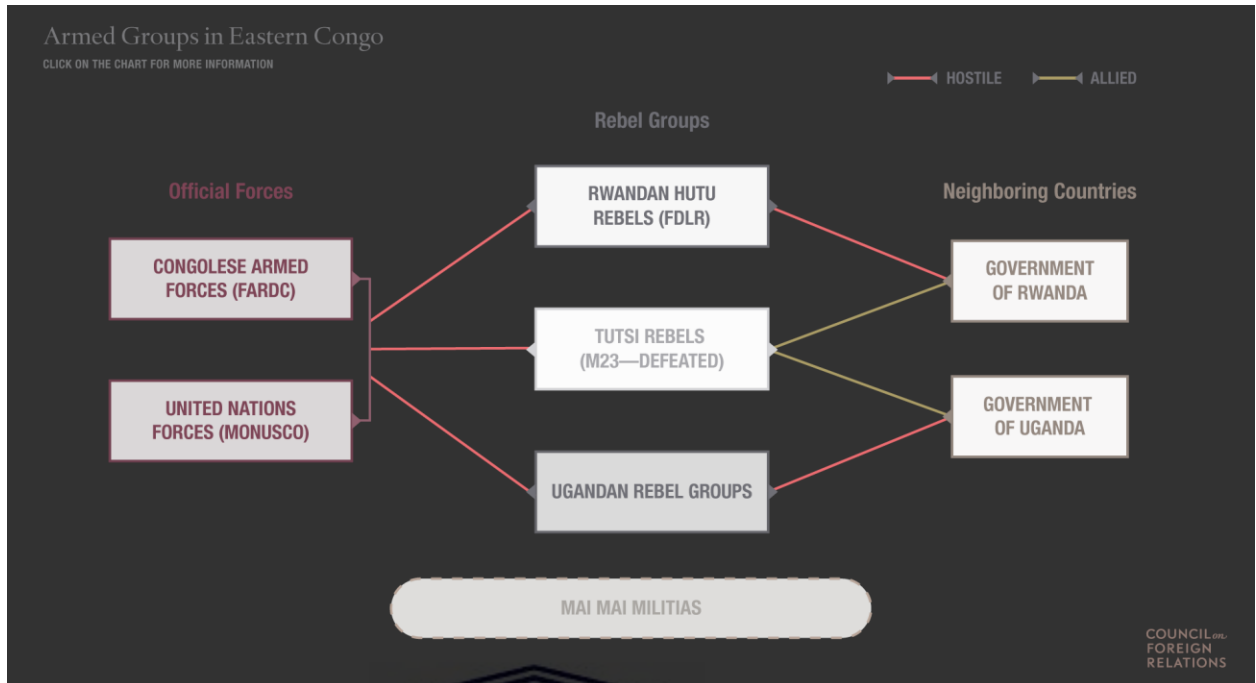 Armed Groups in Eastern Congo
CLICK ON THE CHART FOR MORE INFORMATION
HOSTILE
ALLIED
Rebel Groups
Official Forces
Neighboring Countries
RWANDAN HUTU
REBELS (FDLR)
CONGOLESE ARMED
FORCES (FARDC)
GOVERNMENT
OF RWANDA
TUTSI REBELS
(M23—DEFEATED)
UNITED NATIONS
FORCES (MONUSCO)
GOVERNMENT
OF UGANDA
UGANDAN REBEL GROUPS
MAI MAI MILITIAS
COUNCIL on
FOREIGN
RELATIONS